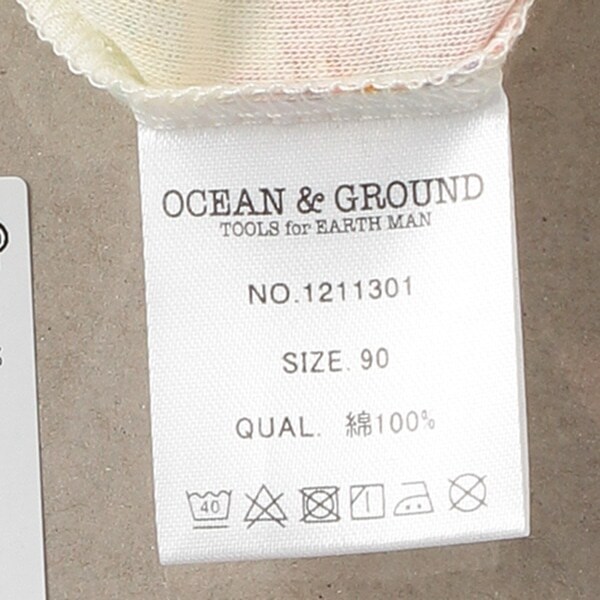 OCEAN & GROUND
TOOLS for EARTH MAN
NO.1211301
SIZE. 90
QUAL. 綿100%
40